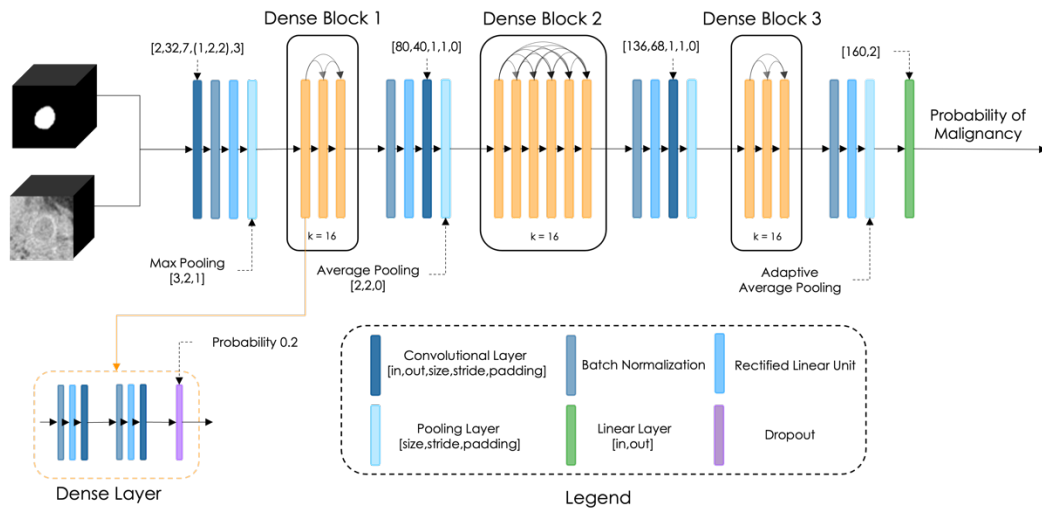 Dense Block 1
Dense Block 2
Dense Block 3
[2,32,7,(1,2,2),3]
[80,40,1,1,0]
[136,68,1,1,0]
[160,2]
Probability of
Malignancy
k = 16
k = 16
k = 16
Max Pooling
[3,2,1]
Average Pooling
[2,2,0]
Adaptive
Average Pooling
Probability 0.2
Dense Layer
Convolutional Layer
[in,out,size,stride,padding]
Batch Normalization
Rectified Linear Unit
Pooling Layer
[size,stride,padding]
Linear Layer
[in,out]
Dropout
Legend